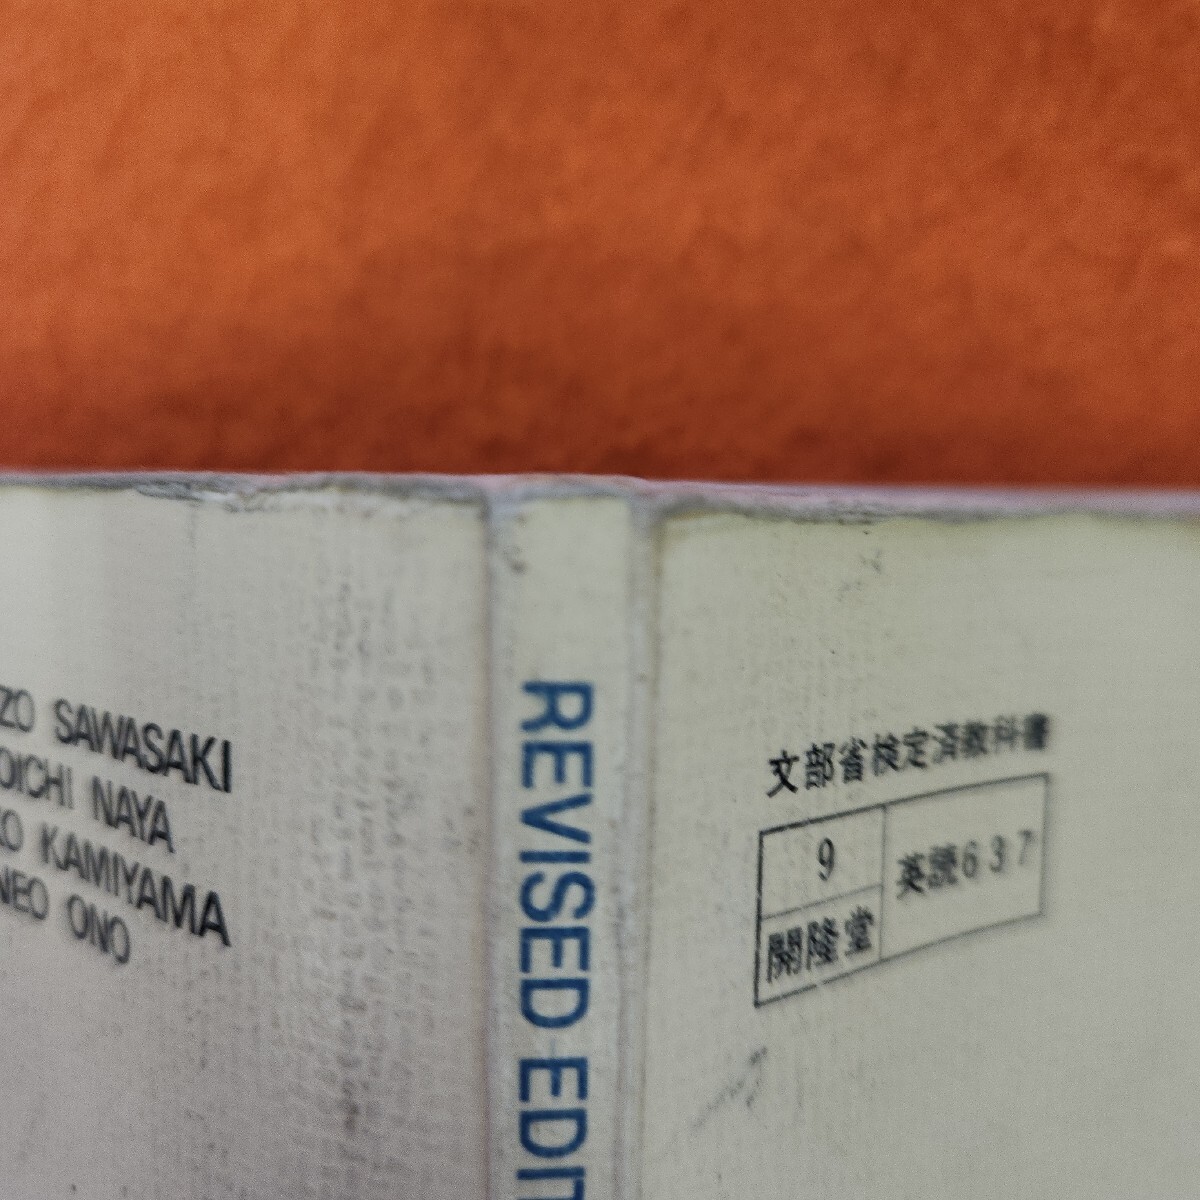 ZO SAWASAKI
OICHI NAYA
KO KAMIYAMA
NEO ONO
REVISED EDIT
文部省検定済教科書
9
開隆堂
英読637